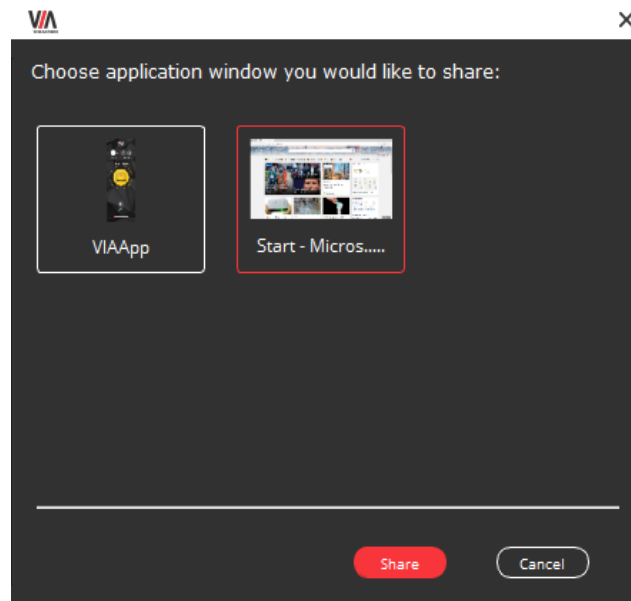 VIA
Choose application window you would like to share:
VIAApp
Start - Micros.....
Share
Cancel